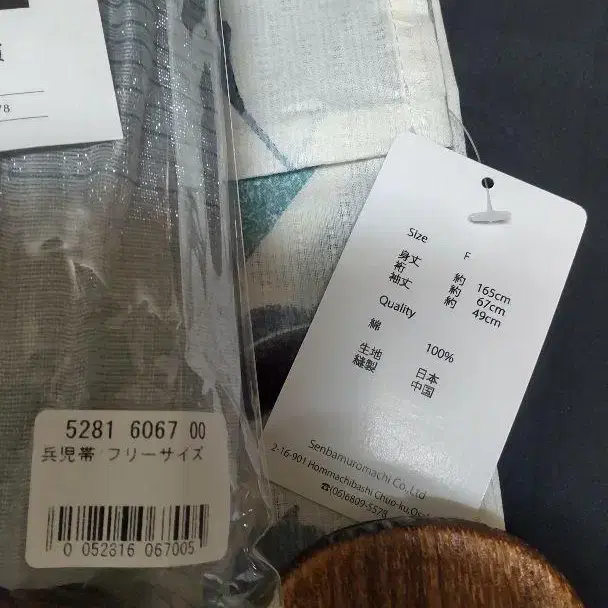 78
Size F
身丈 約 165cm
裄 約 67cm
袖丈 約 49cm
Quality
綿 100%
生地 日本
縫製 中国
Senbamuromachi Co,.Ltd
2-16-901 Hommachibashi Chuo-ku,Osa
☎(06)6809-5578
5281 6067 00
兵児帯 フリーサイズ
0 052816 067005